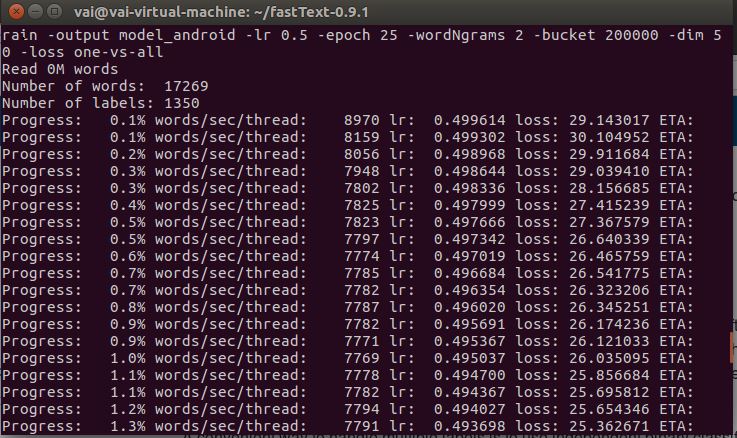 vai@vai-virtual-machine: ~/fastText-0.9.1
rain -output model_android -lr 0.5 -epoch 25 -wordNgrams 2 -bucket 200000 -dim 5
0 -loss one-vs-all
Read 0M words
Number of words:  17269
Number of labels: 1350
Progress:   0.1% words/sec/thread:    8970 lr:  0.499614 loss: 29.143017 ETA:
Progress:   0.1% words/sec/thread:    8159 lr:  0.499302 loss: 30.104952 ETA:
Progress:   0.2% words/sec/thread:    8056 lr:  0.498968 loss: 29.911684 ETA:
Progress:   0.3% words/sec/thread:    7948 lr:  0.498644 loss: 29.039410 ETA:
Progress:   0.3% words/sec/thread:    7802 lr:  0.498336 loss: 28.156685 ETA:
Progress:   0.4% words/sec/thread:    7825 lr:  0.497999 loss: 27.415239 ETA:
Progress:   0.5% words/sec/thread:    7823 lr:  0.497666 loss: 27.367579 ETA:
Progress:   0.5% words/sec/thread:    7797 lr:  0.497342 loss: 26.640339 ETA:
Progress:   0.6% words/sec/thread:    7774 lr:  0.497019 loss: 26.465759 ETA:
Progress:   0.7% words/sec/thread:    7785 lr:  0.496684 loss: 26.541775 ETA:
Progress:   0.7% words/sec/thread:    7782 lr:  0.496354 loss: 26.323206 ETA:
Progress:   0.8% words/sec/thread:    7787 lr:  0.496020 loss: 26.345251 ETA:
Progress:   0.9% words/sec/thread:    7782 lr:  0.495691 loss: 26.174236 ETA:
Progress:   0.9% words/sec/thread:    7771 lr:  0.495367 loss: 26.121033 ETA:
Progress:   1.0% words/sec/thread:    7769 lr:  0.495037 loss: 26.035095 ETA:
Progress:   1.1% words/sec/thread:    7778 lr:  0.494700 loss: 25.856684 ETA:
Progress:   1.1% words/sec/thread:    7782 lr:  0.494367 loss: 25.695812 ETA:
Progress:   1.2% words/sec/thread:    7794 lr:  0.494027 loss: 25.654346 ETA:
Progress:   1.3% words/sec/thread:    7791 lr:  0.493698 loss: 25.362671 ETA: